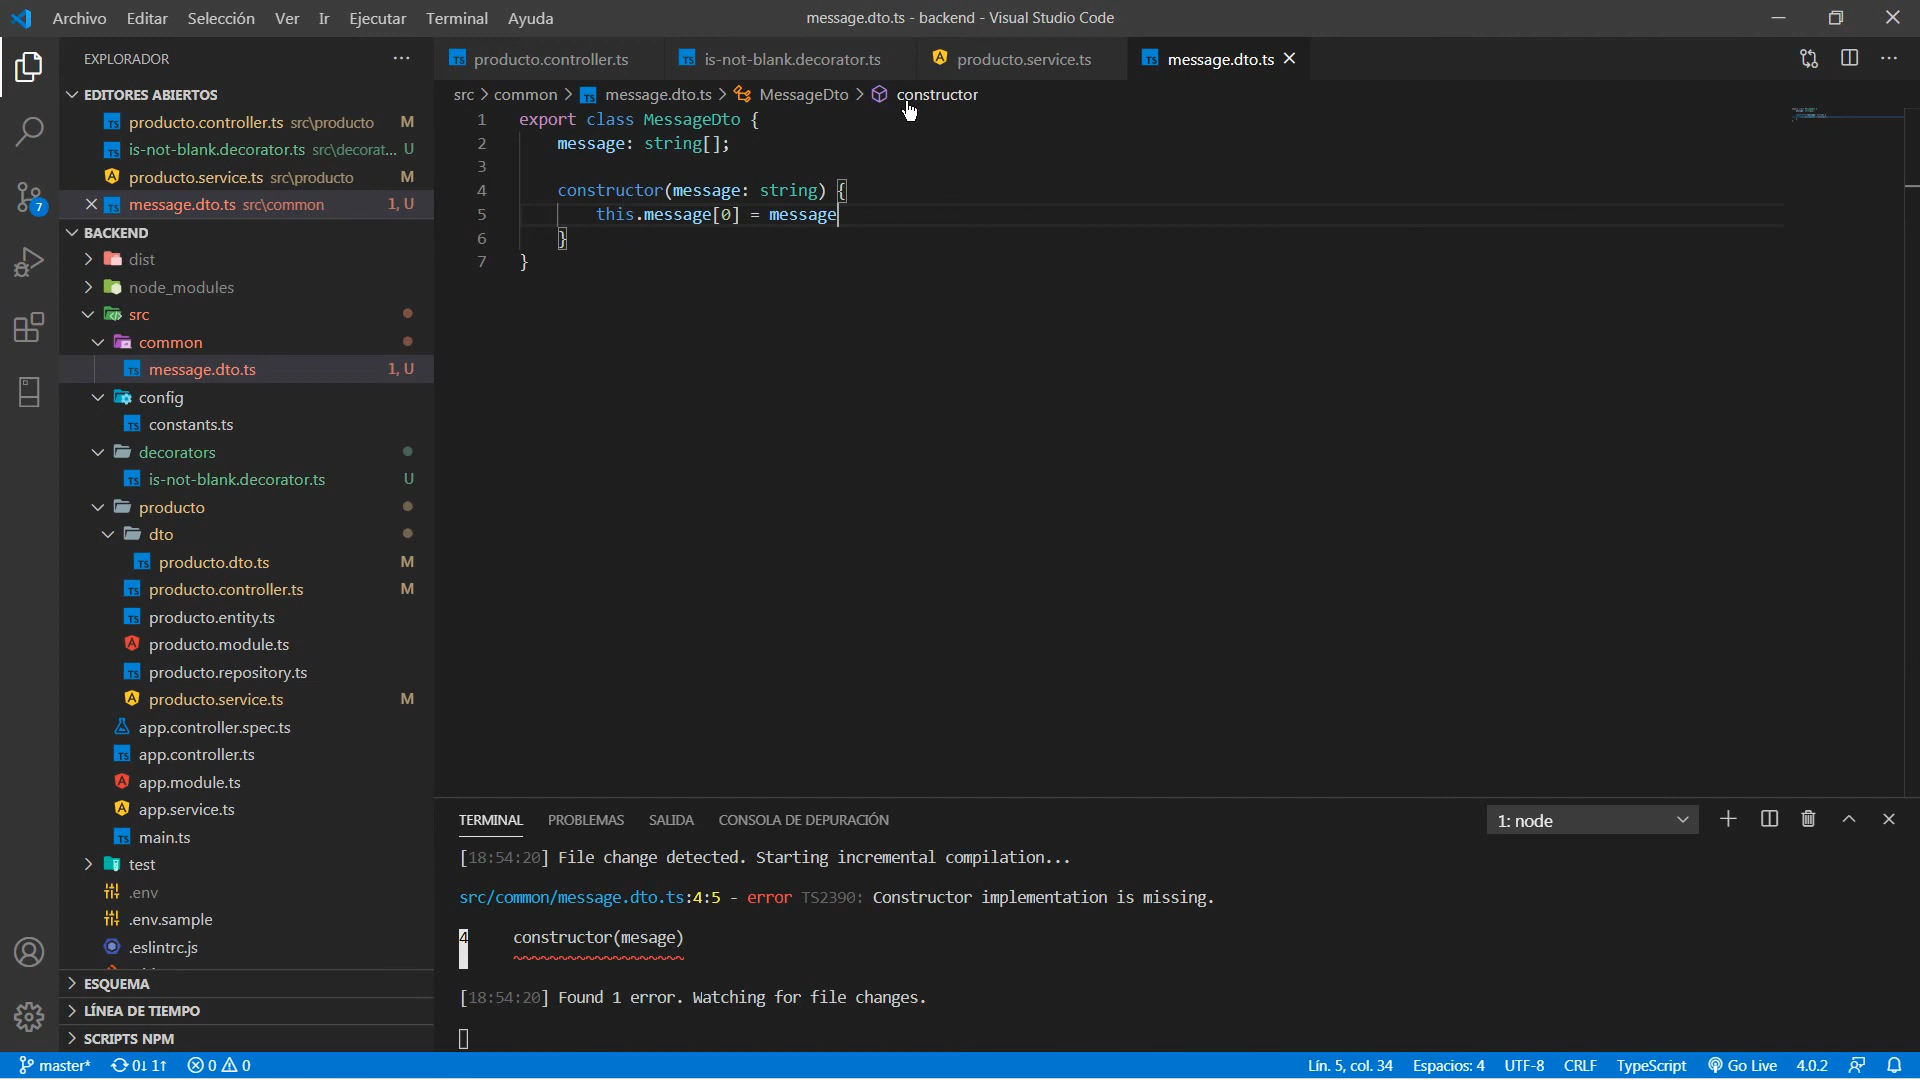 Archivo Editar Selección Ver Ir Ejecutar Terminal Ayuda
message.dto.ts - backend - Visual Studio Code
EXPLORADOR
EDITORES ABIERTOS
producto.controller.ts src\producto M
is-not-blank.decorator.ts src\decorat... U
producto.service.ts src\producto M
message.dto.ts src\common 1, U
BACKEND
dist
node_modules
src
common
message.dto.ts 1, U
config
constants.ts
decorators
is-not-blank.decorator.ts U
producto
dto
producto.dto.ts M
producto.controller.ts M
producto.entity.ts
producto.module.ts
producto.repository.ts
producto.service.ts M
app.controller.spec.ts
app.controller.ts
app.module.ts
app.service.ts
main.ts
test
.env
.env.sample
.eslintrc.js
ESQUEMA
LÍNEA DE TIEMPO
SCRIPTS NPM
7
producto.controller.ts is-not-blank.decorator.ts producto.service.ts message.dto.ts
src > common > message.dto.ts > MessageDto > constructor
1 export class MessageDto {
2 message: string[];
3
4 constructor(message: string) {
5 this.message[0] = message
6 }
7 }
TERMINAL PROBLEMAS SALIDA CONSOLA DE DEPURACIÓN
1: node
[18:54:20] File change detected. Starting incremental compilation...
src/common/message.dto.ts:4:5 - error TS2390: Constructor implementation is missing.
4 constructor(mesage)
[18:54:20] Found 1 error. Watching for file changes.
master* 0↓ 1↑ 0 0
Lín. 5, col. 34 Espacios: 4 UTF-8 CRLF TypeScript Go Live 4.0.2